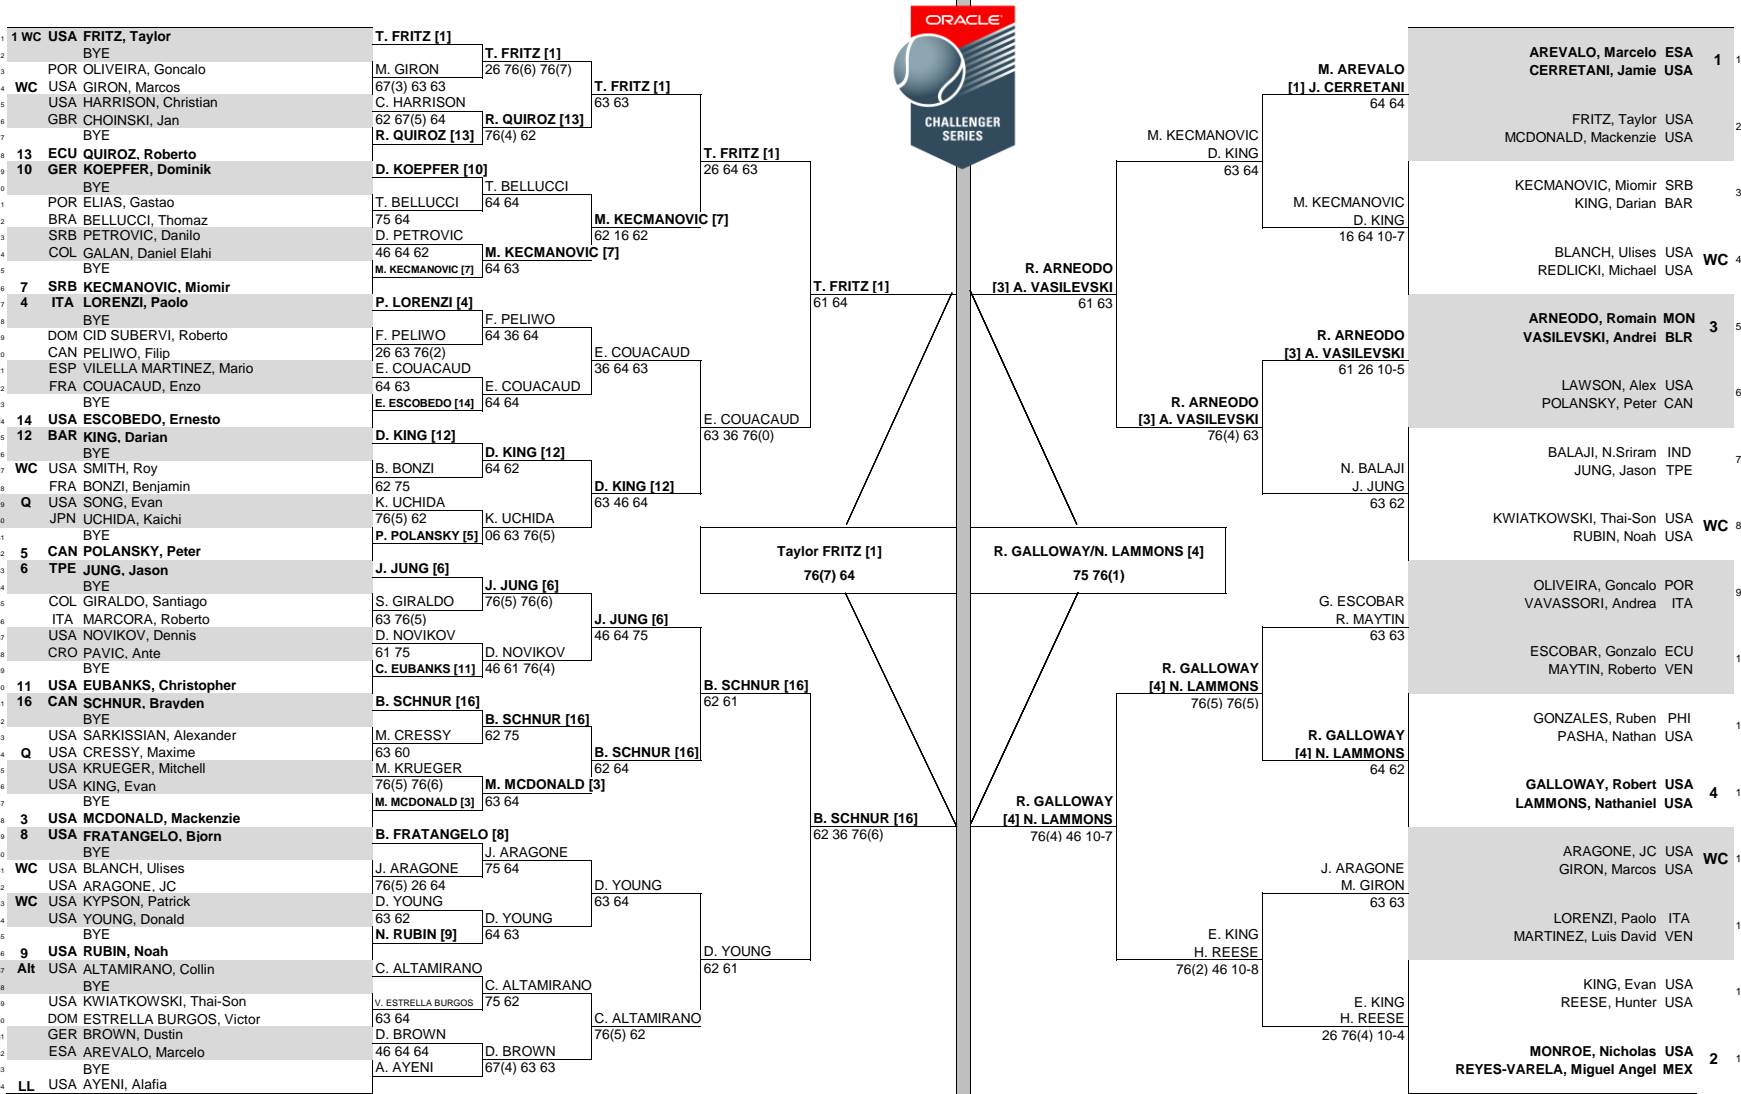 ORACLE
CHALLENGER
SERIES
1 WC USA FRITZ, Taylor
BYE
POR OLIVEIRA, Goncalo
WC USA GIRON, Marcos
USA HARRISON, Christian
GBR CHOINSKI, Jan
BYE
13 ECU QUIROZ, Roberto
10 GER KOEPFER, Dominik
BYE
POR ELIAS, Gastao
BRA BELLUCCI, Thomaz
SRB PETROVIC, Danilo
COL GALAN, Daniel Elahi
BYE
7 SRB KECMANOVIC, Miomir
4 ITA LORENZI, Paolo
BYE
DOM CID SUBERVI, Roberto
CAN PELIWO, Filip
ESP VILELLA MARTINEZ, Mario
FRA COUACAUD, Enzo
BYE
14 USA ESCOBEDO, Ernesto
12 BAR KING, Darian
BYE
WC USA SMITH, Roy
FRA BONZI, Benjamin
Q USA SONG, Evan
JPN UCHIDA, Kaichi
BYE
5 CAN POLANSKY, Peter
6 TPE JUNG, Jason
BYE
COL GIRALDO, Santiago
ITA MARCORA, Roberto
USA NOVIKOV, Dennis
CRO PAVIC, Ante
BYE
11 USA EUBANKS, Christopher
16 CAN SCHNUR, Brayden
BYE
USA SARKISSIAN, Alexander
Q USA CRESSY, Maxime
USA KRUEGER, Mitchell
USA KING, Evan
BYE
3 USA MCDONALD, Mackenzie
8 USA FRATANGELO, Bjorn
BYE
WC USA BLANCH, Ulises
USA ARAGONE, JC
WC USA KYPSON, Patrick
USA YOUNG, Donald
BYE
9 USA RUBIN, Noah
Alt USA ALTAMIRANO, Collin
BYE
USA KWIATKOWSKI, Thai-Son
DOM ESTRELLA BURGOS, Victor
GER BROWN, Dustin
ESA AREVALO, Marcelo
BYE
LL USA AYENI, Alafia
T. FRITZ [1]
M. GIRON
67(3) 63 63
C. HARRISON
62 67(5) 64
R. QUIROZ [13]
D. KOEPFER [10]
T. BELLUCCI
75 64
D. PETROVIC
46 64 62
M. KECMANOVIC [7]
P. LORENZI [4]
F. PELIWO
26 63 76(2)
E. COUACAUD
64 63
E. ESCOBEDO [14]
D. KING [12]
B. BONZI
62 75
K. UCHIDA
76(5) 62
P. POLANSKY [5]
J. JUNG [6]
S. GIRALDO
63 76(5)
D. NOVIKOV
61 75
C. EUBANKS [11]
B. SCHNUR [16]
M. CRESSY
63 60
M. KRUEGER
76(5) 76(6)
M. MCDONALD [3]
B. FRATANGELO [8]
J. ARAGONE
76(5) 26 64
D. YOUNG
63 62
N. RUBIN [9]
C. ALTAMIRANO
V. ESTRELLA BURGOS
63 64
D. BROWN
46 64 64
A. AYENI
T. FRITZ [1]
26 76(6) 76(7)
R. QUIROZ [13]
76(4) 62
T. BELLUCCI
64 64
M. KECMANOVIC [7]
64 63
F. PELIWO
64 36 64
E. COUACAUD
64 64
D. KING [12]
64 62
K. UCHIDA
06 63 76(5)
J. JUNG [6]
76(5) 76(6)
D. NOVIKOV
46 61 76(4)
B. SCHNUR [16]
62 75
M. MCDONALD [3]
63 64
J. ARAGONE
75 64
D. YOUNG
64 63
C. ALTAMIRANO
75 62
D. BROWN
67(4) 63 63
T. FRITZ [1]
63 63
M. KECMANOVIC [7]
62 16 62
E. COUACAUD
36 64 63
D. KING [12]
63 46 64
J. JUNG [6]
46 64 75
B. SCHNUR [16]
62 64
D. YOUNG
63 64
C. ALTAMIRANO
76(5) 62
T. FRITZ [1]
26 64 63
E. COUACAUD
63 36 76(0)
B. SCHNUR [16]
62 61
D. YOUNG
62 61
T. FRITZ [1]
61 64
B. SCHNUR [16]
62 36 76(6)
Taylor FRITZ [1]
76(7) 64
R. GALLOWAY/N. LAMMONS [4]
75 76(1)
R. ARNEODO
[3] A. VASILEVSKI
61 63
R. GALLOWAY
[4] N. LAMMONS
76(4) 46 10-7
M. KECMANOVIC
D. KING
63 64
R. ARNEODO
[3] A. VASILEVSKI
76(4) 63
R. GALLOWAY
[4] N. LAMMONS
76(5) 76(5)
E. KING
H. REESE
76(2) 46 10-8
M. AREVALO
[1] J. CERRETANI
64 64
M. KECMANOVIC
D. KING
16 64 10-7
R. ARNEODO
[3] A. VASILEVSKI
61 26 10-5
N. BALAJI
J. JUNG
63 62
G. ESCOBAR
R. MAYTIN
63 63
R. GALLOWAY
[4] N. LAMMONS
64 62
J. ARAGONE
M. GIRON
63 63
E. KING
H. REESE
26 76(4) 10-4
AREVALO, Marcelo ESA
CERRETANI, Jamie USA
1 1
FRITZ, Taylor USA
MCDONALD, Mackenzie USA
2
KECMANOVIC, Miomir SRB
KING, Darian BAR
3
BLANCH, Ulises USA
REDLICKI, Michael USA
WC 4
ARNEODO, Romain MON
VASILEVSKI, Andrei BLR
3 5
LAWSON, Alex USA
POLANSKY, Peter CAN
6
BALAJI, N.Sriram IND
JUNG, Jason TPE
7
KWIATKOWSKI, Thai-Son USA
RUBIN, Noah USA
WC 8
OLIVEIRA, Goncalo POR
VAVASSORI, Andrea ITA
9
ESCOBAR, Gonzalo ECU
MAYTIN, Roberto VEN
1
GONZALES, Ruben PHI
PASHA, Nathan USA
1
GALLOWAY, Robert USA
LAMMONS, Nathaniel USA
4 1
ARAGONE, JC USA
GIRON, Marcos USA
WC 1
LORENZI, Paolo ITA
MARTINEZ, Luis David VEN
1
KING, Evan USA
REESE, Hunter USA
1
MONROE, Nicholas USA
REYES-VARELA, Miguel Angel MEX
2 1